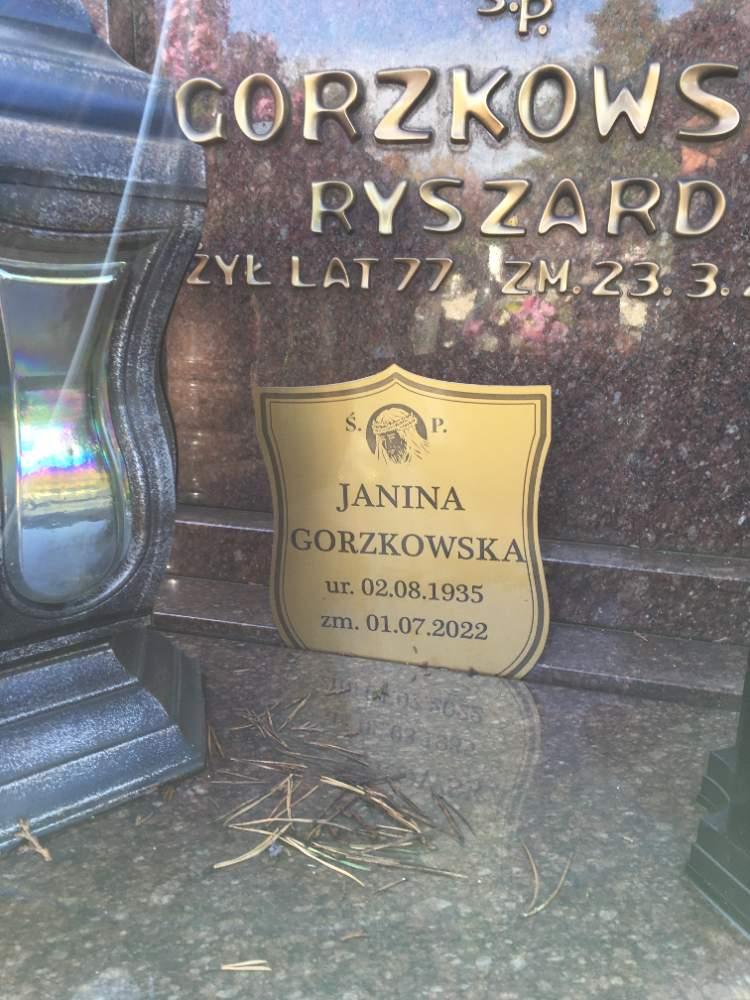 Ś.P.
GORZKOWS
RYSZARD
ŻYŁ LAT 77 ZM. 23. 3.
Ś. P.
JANINA
GORZKOWSKA
ur. 02.08.1935
zm. 01.07.2022